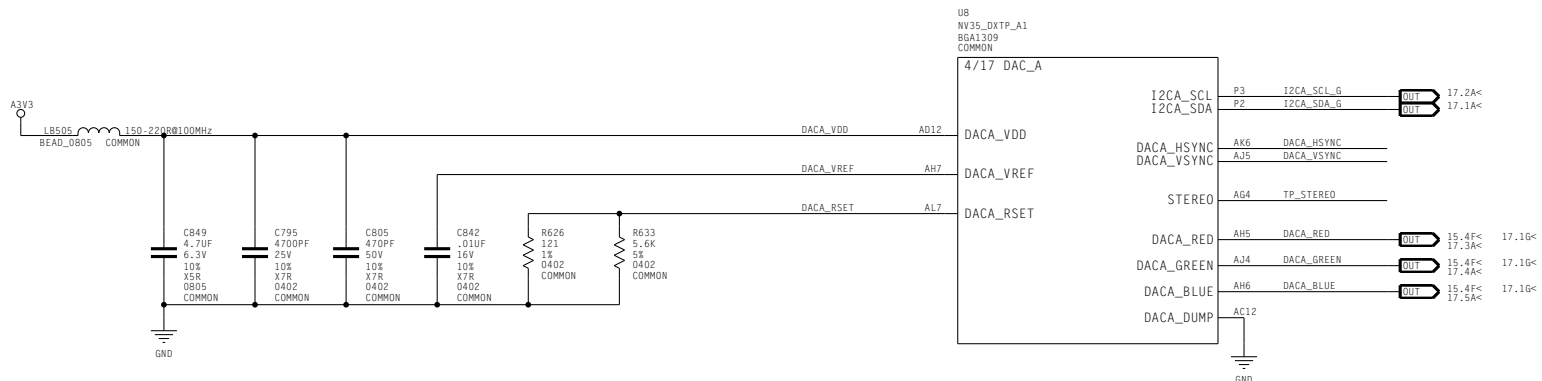 U8
NV35_DXTP_A1
BGA1309
COMMON
4/17 DAC_A
A3V3
LB505
150-220R@100MHz
BEAD_0805 COMMON
DACA_VDD AD12 DACA_VDD
DACA_VREF AH7 DACA_VREF
DACA_RSET AL7 DACA_RSET
I2CA_SCL P3 I2CA_SCL_G OUT 17.2A<
I2CA_SDA P2 I2CA_SDA_G OUT 17.1A<
DACA_HSYNC AK6 DACA_HSYNC
DACA_VSYNC AJ5 DACA_VSYNC
STEREO AG4 TP_STEREO
DACA_RED AH5 DACA_RED OUT 15.4F< 17.1G<
17.3A<
DACA_GREEN AJ4 DACA_GREEN OUT 15.4F< 17.1G<
17.4A<
DACA_BLUE AH6 DACA_BLUE OUT 15.4F< 17.1G<
17.5A<
DACA_DUMP AC12
GND
C849
4.7UF
6.3V
10%
X5R
0805
COMMON
C795
4700PF
25V
10%
X7R
0402
COMMON
C805
470PF
50V
10%
X7R
0402
COMMON
C842
.01UF
16V
10%
X7R
0402
COMMON
R626
121
1%
0402
COMMON
R633
5.6K
5%
0402
COMMON
GND